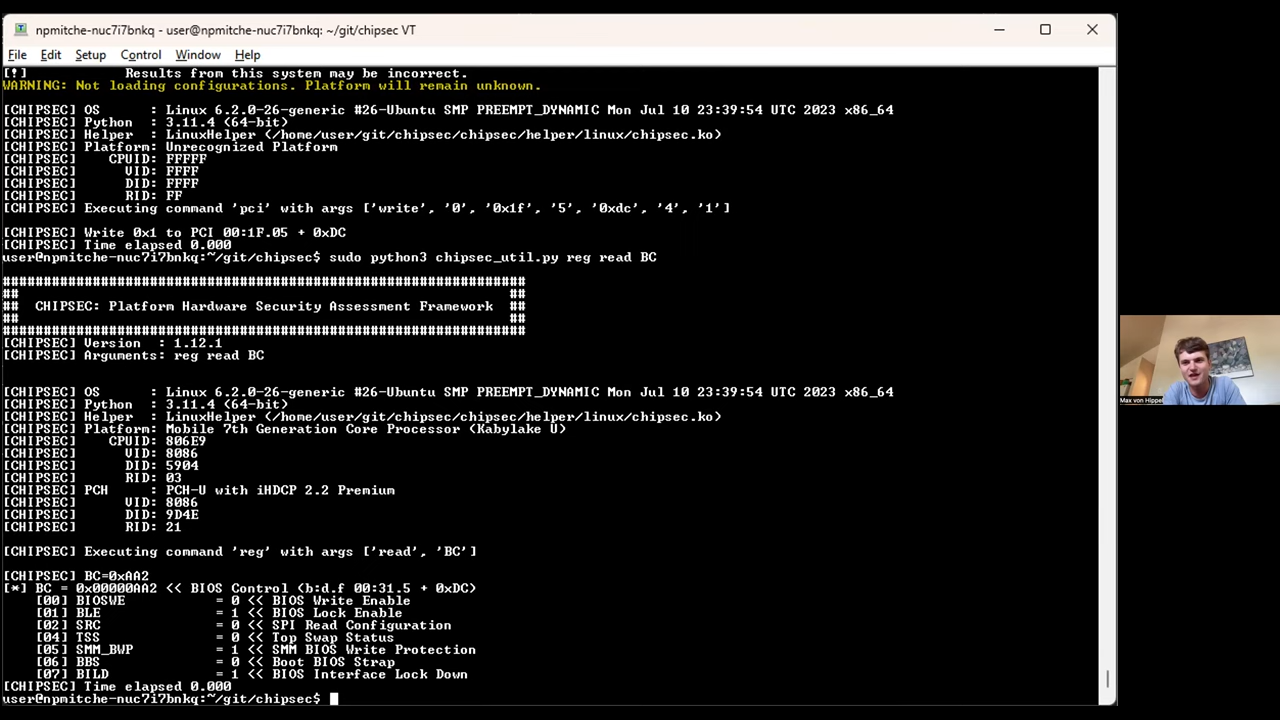 npmitche-nuc7i7bnkq - user@npmitche-nuc7i7bnkq: ~/git/chipsec VT
File Edit Setup Control Window Help
[!] Results from this system may be incorrect.
WARNING: Not loading configurations. Platform will remain unknown.
[CHIPSEC] OS : Linux 6.2.0-26-generic #26-Ubuntu SMP PREEMPT_DYNAMIC Mon Jul 10 23:39:54 UTC 2023 x86_64
[CHIPSEC] Python : 3.11.4 (64-bit)
[CHIPSEC] Helper : LinuxHelper (/home/user/git/chipsec/chipsec/helper/linux/chipsec.ko)
[CHIPSEC] Platform: Unrecognized Platform
[CHIPSEC] CPUID: FFFFF
[CHIPSEC] VID: FFFF
[CHIPSEC] DID: FFFF
[CHIPSEC] RID: FF
[CHIPSEC] Executing command 'pci' with args ['write', '0', '0x1f', '5', '0xdc', '4', '1']
[CHIPSEC] Write 0x1 to PCI 00:1F.05 + 0xDC
[CHIPSEC] Time elapsed 0.000
user@npmitche-nuc7i7bnkq:~/git/chipsec$ sudo python3 chipsec_util.py reg read BC
################################################################
## ##
## CHIPSEC: Platform Hardware Security Assessment Framework ##
## ##
################################################################
[CHIPSEC] Version : 1.12.1
[CHIPSEC] Arguments: reg read BC
[CHIPSEC] OS : Linux 6.2.0-26-generic #26-Ubuntu SMP PREEMPT_DYNAMIC Mon Jul 10 23:39:54 UTC 2023 x86_64
[CHIPSEC] Python : 3.11.4 (64-bit)
[CHIPSEC] Helper : LinuxHelper (/home/user/git/chipsec/chipsec/helper/linux/chipsec.ko)
[CHIPSEC] Platform: Mobile 7th Generation Core Processor (Kabylake U)
[CHIPSEC] CPUID: 806E9
[CHIPSEC] VID: 8086
[CHIPSEC] DID: 5904
[CHIPSEC] RID: 03
[CHIPSEC] PCH : PCH-U with iHDCP 2.2 Premium
[CHIPSEC] VID: 8086
[CHIPSEC] DID: 9D4E
[CHIPSEC] RID: 21
[CHIPSEC] Executing command 'reg' with args ['read', 'BC']
[CHIPSEC] BC=0xAA2
[*] BC = 0x00000AA2 << BIOS Control (b:d.f 00:31.5 + 0xDC)
[00] BIOSWE = 0 << BIOS Write Enable
[01] BLE = 1 << BIOS Lock Enable
[02] SRC = 0 << SPI Read Configuration
[04] TSS = 0 << Top Swap Status
[05] SMM_BWP = 1 << SMM BIOS Write Protection
[06] BBS = 0 << Boot BIOS Strap
[07] BILD = 1 << BIOS Interface Lock Down
[CHIPSEC] Time elapsed 0.000
user@npmitche-nuc7i7bnkq:~/git/chipsec$
Max von Hippel